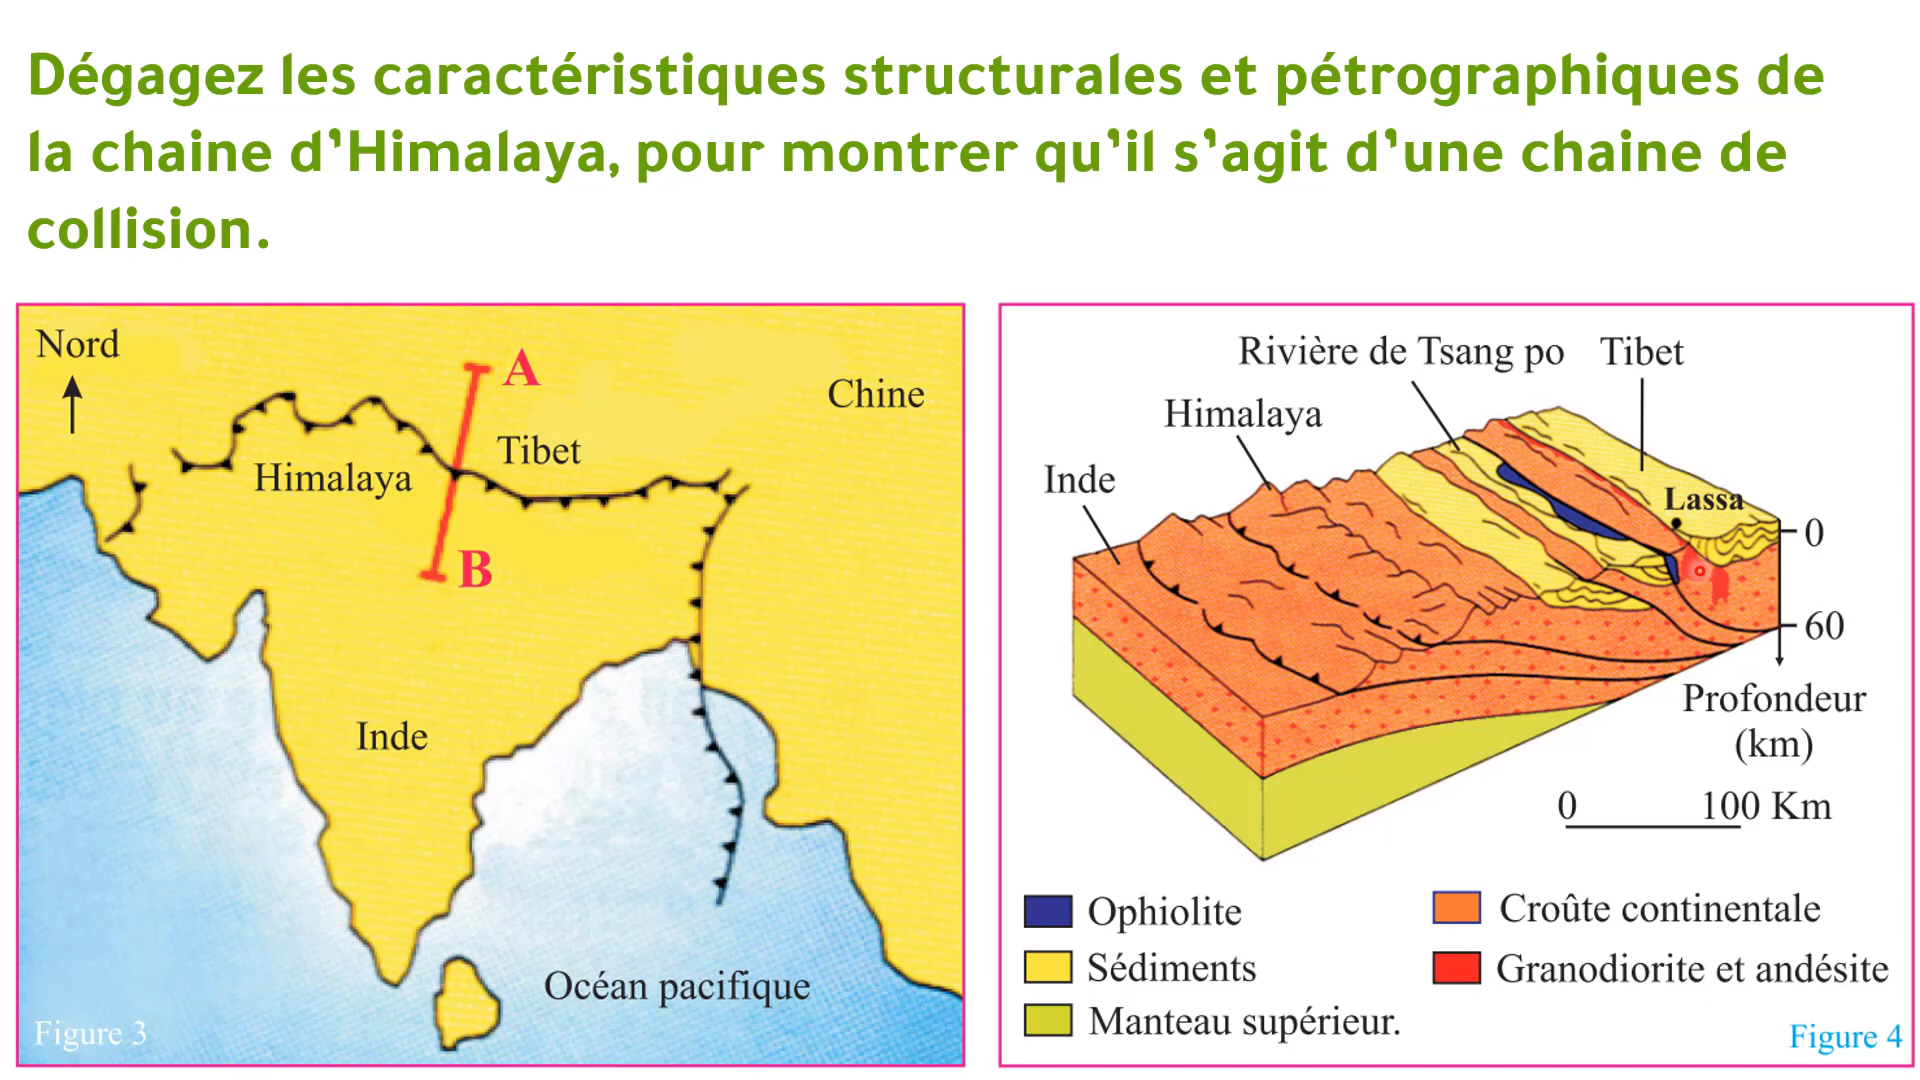 Dégagez les caractéristiques structurales et pétrographiques de
la chaine d'Himalaya, pour montrer qu'il s'agit d'une chaine de
collision.
Nord
A
Chine
Tibet
Himalaya
B
Inde
Océan pacifique
Figure 3
Rivière de Tsang po
Tibet
Himalaya
Inde
Lassa
0
60
Profondeur
(km)
0 100 Km
Ophiolite
Croûte continentale
Sédiments
Granodiorite et andésite
Manteau supérieur.
Figure 4